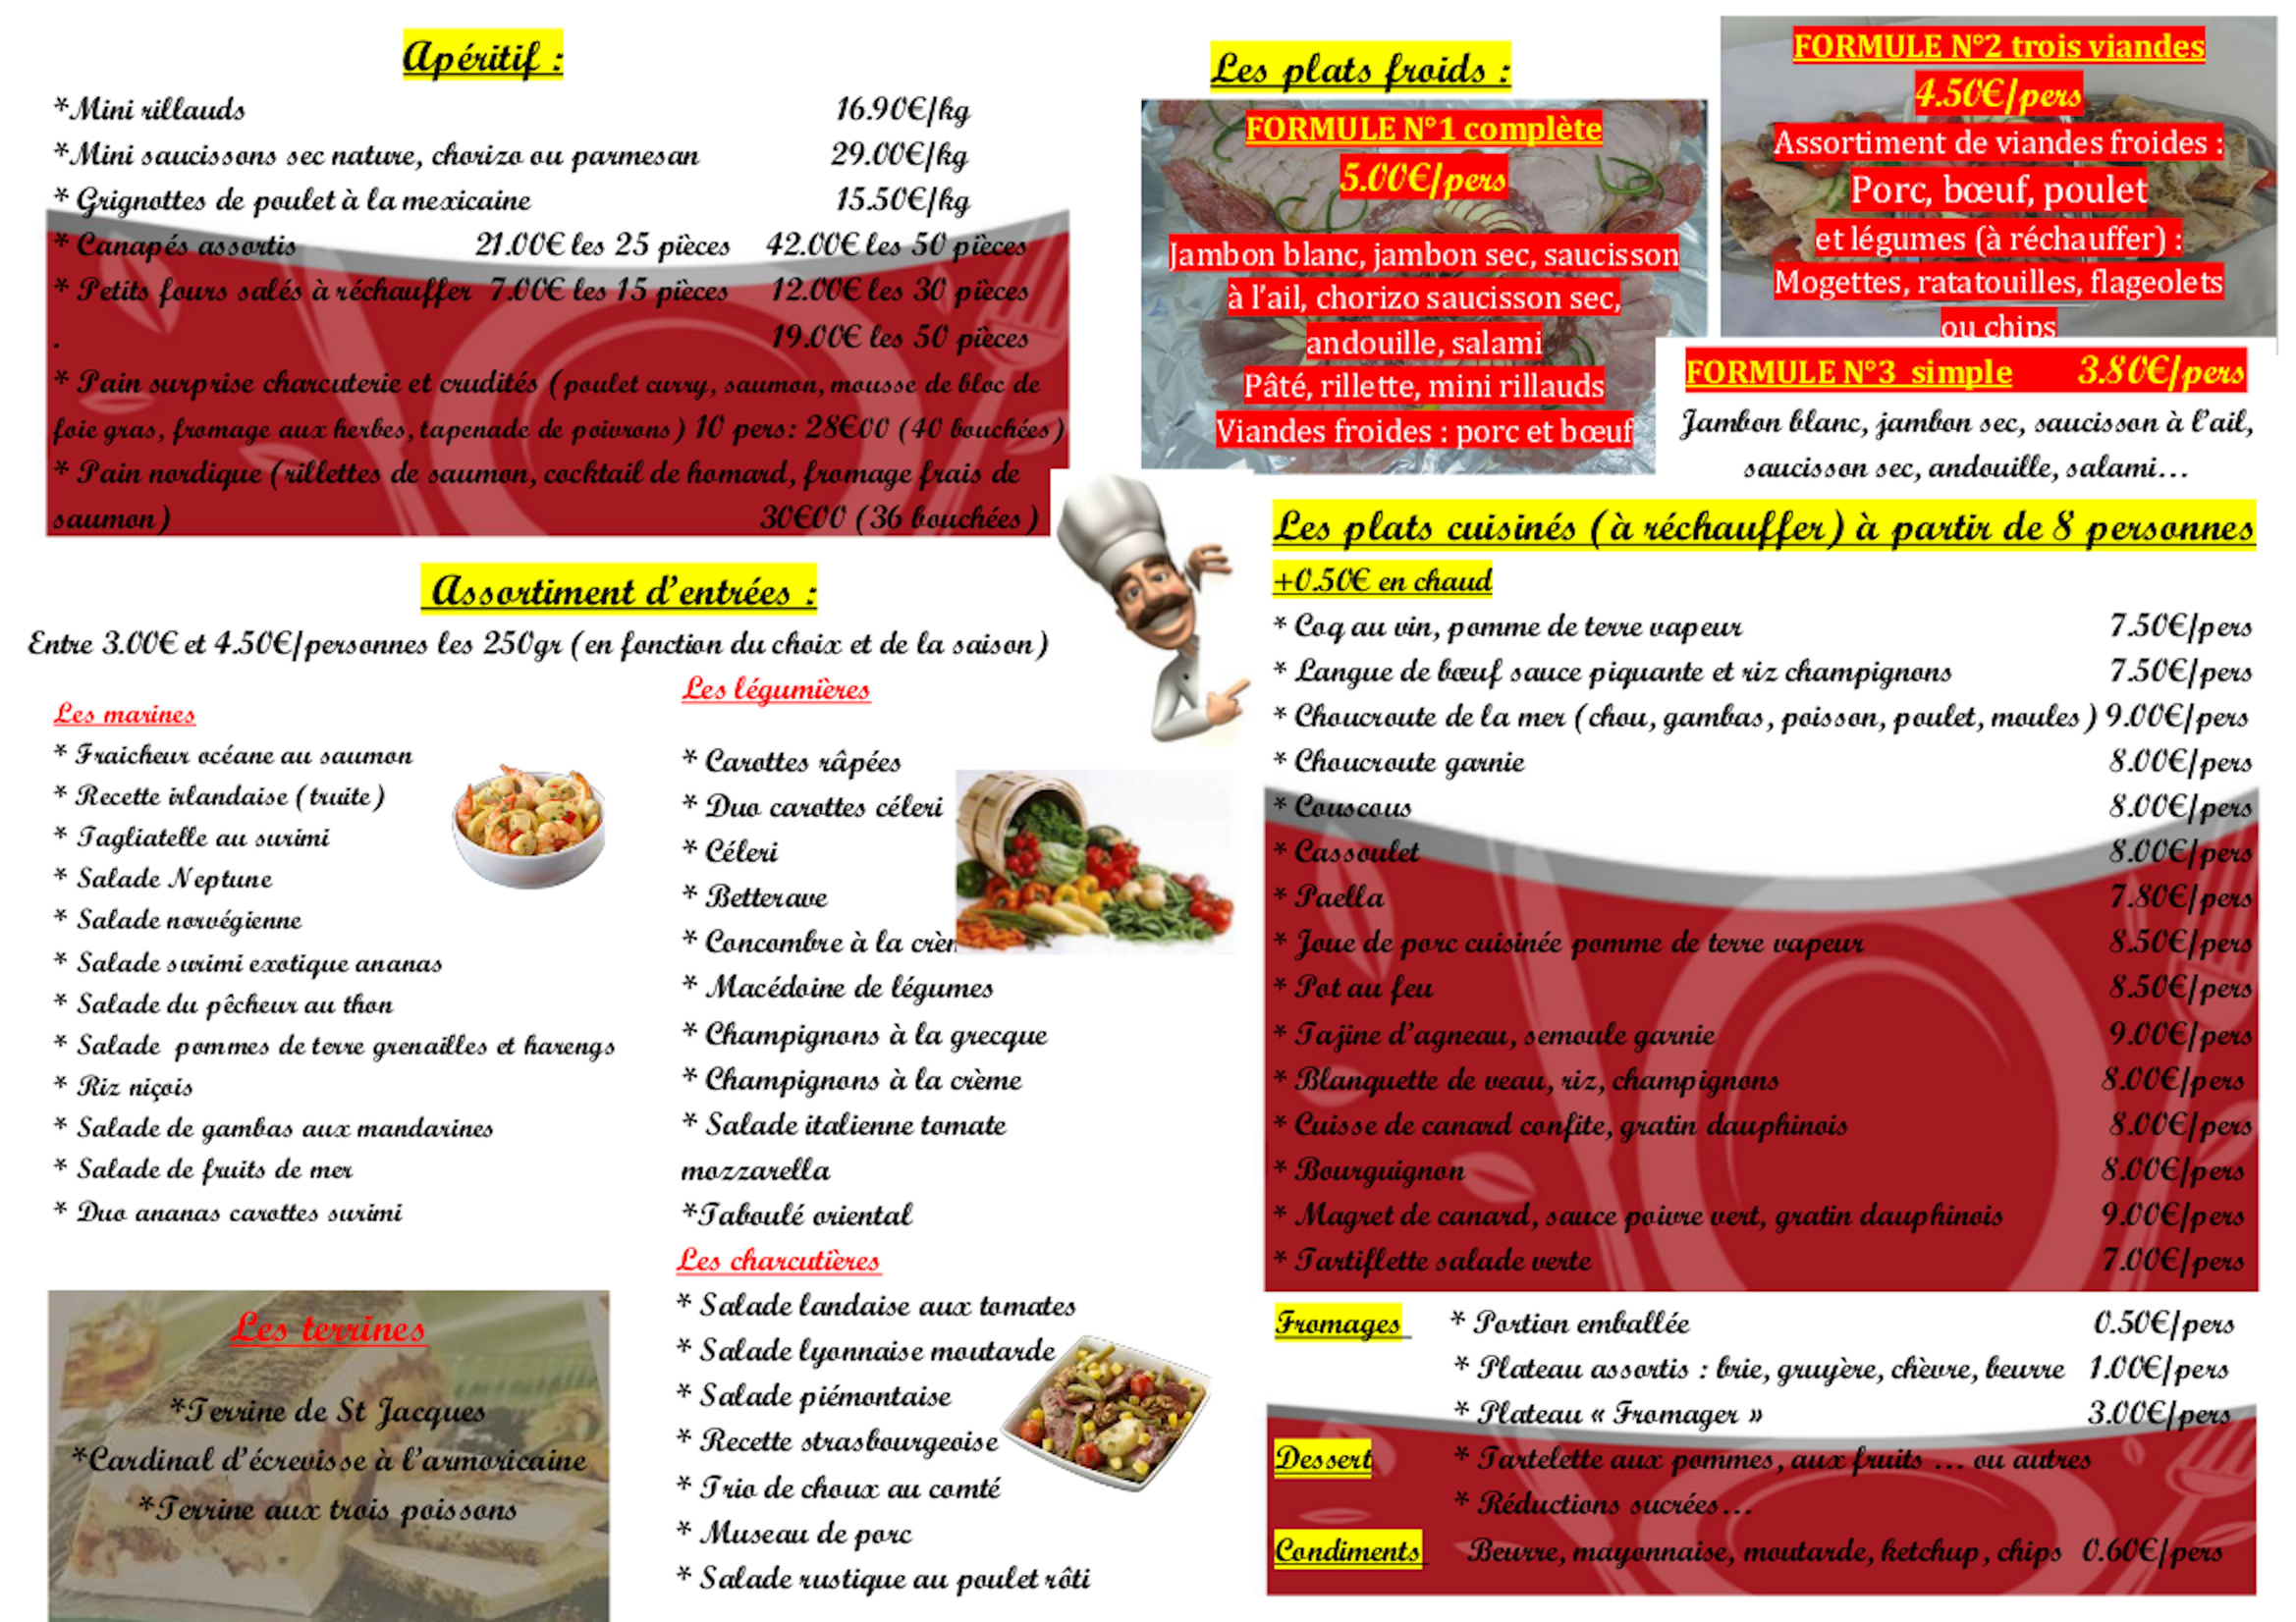 Apéritif :
*Mini rillauds 16.90€/kg
*Mini saucissons sec nature, chorizo ou parmesan 29.00€/kg
* Grignottes de poulet à la mexicaine 15.50€/kg
* Canapés assortis 21.00€ les 25 pièces 42.00€ les 50 pièces
* Petits fours salés à réchauffer 7.00€ les 15 pièces 12.00€ les 30 pièces
. 19.00€ les 50 pièces
* Pain surprise charcuterie et crudités (poulet curry, saumon, mousse de bloc de
foie gras, fromage aux herbes, tapenade de poivrons) 10 pers: 28€00 (40 bouchées)
* Pain nordique (rillettes de saumon, cocktail de homard, fromage frais de
saumon) 30€00 (36 bouchées)
Assortiment d'entrées :
Entre 3.00€ et 4.50€/personnes les 250gr (en fonction du choix et de la saison)
Les marines
* Fraicheur océane au saumon
* Recette irlandaise (truite)
* Tagliatelle au surimi
* Salade Neptune
* Salade norvégienne
* Salade surimi exotique ananas
* Salade du pêcheur au thon
* Salade pommes de terre grenailles et harengs
* Riz niçois
* Salade de gambas aux mandarines
* Salade de fruits de mer
* Duo ananas carottes surimi
Les terrines
*Terrine de St Jacques
*Cardinal d'écrevisse à l'armoricaine
*Terrine aux trois poissons
Les légumières
* Carottes râpées
* Duo carottes céleri
* Céleri
* Betterave
* Concombre à la crèm
* Macédoine de légumes
* Champignons à la grecque
* Champignons à la crème
* Salade italienne tomate
mozzarella
*Taboulé oriental
Les charcutières
* Salade landaise aux tomates
* Salade lyonnaise moutarde
* Salade piémontaise
* Recette strasbourgeoise
* Trio de choux au comté
* Museau de porc
* Salade rustique au poulet rôti
Les plats froids :
FORMULE N°1 complète
5.00€/pers
Jambon blanc, jambon sec, saucisson
à l'ail, chorizo saucisson sec,
andouille, salami
Pâté, rillette, mini rillauds
Viandes froides : porc et bœuf
FORMULE N°2 trois viandes
4.50€/pers
Assortiment de viandes froides :
Porc, bœuf, poulet
et légumes (à réchauffer) :
Mogettes, ratatouilles, flageolets
ou chips
FORMULE N°3 simple 3.80€/pers
Jambon blanc, jambon sec, saucisson à l'ail,
saucisson sec, andouille, salami...
Les plats cuisinés (à réchauffer) à partir de 8 personnes
+0.50€ en chaud
* Coq au vin, pomme de terre vapeur 7.50€/pers
* Langue de bœuf sauce piquante et riz champignons 7.50€/pers
* Choucroute de la mer (chou, gambas, poisson, poulet, moules) 9.00€/pers
* Choucroute garnie 8.00€/pers
* Couscous 8.00€/pers
* Cassoulet 8.00€/pers
* Paella 7.80€/pers
* Joue de porc cuisinée pomme de terre vapeur 8.50€/pers
* Pot au feu 8.50€/pers
* Tajine d'agneau, semoule garnie 9.00€/pers
* Blanquette de veau, riz, champignons 8.00€/pers
* Cuisse de canard confite, gratin dauphinois 8.00€/pers
* Bourguignon 8.00€/pers
* Magret de canard, sauce poivre vert, gratin dauphinois 9.00€/pers
* Tartiflette salade verte 7.00€/pers
Fromages * Portion emballée 0.50€/pers
* Plateau assortis : brie, gruyère, chèvre, beurre 1.00€/pers
* Plateau « Fromager » 3.00€/pers
Dessert * Tartelette aux pommes, aux fruits ... ou autres
* Réductions sucrées...
Condiments Beurre, mayonnaise, moutarde, ketchup, chips 0.60€/pers